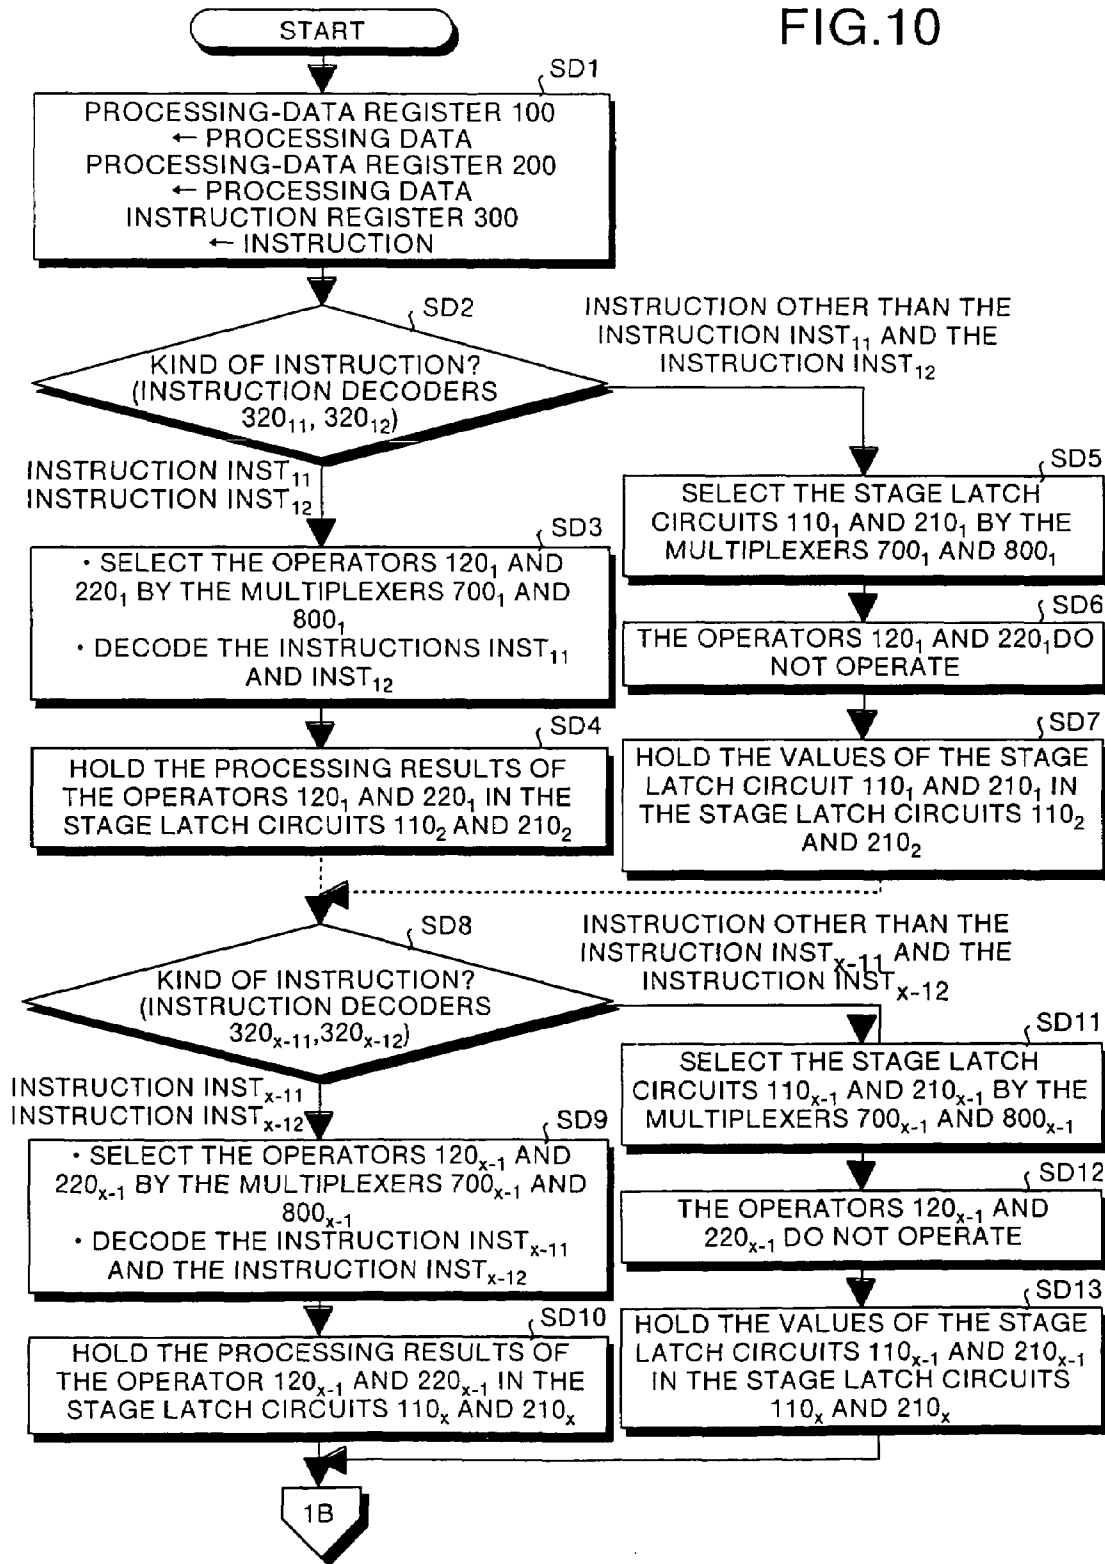 FIG.10
START
SD1
PROCESSING-DATA REGISTER 100
← PROCESSING DATA
PROCESSING-DATA REGISTER 200
← PROCESSING DATA
INSTRUCTION REGISTER 300
← INSTRUCTION
SD2
KIND OF INSTRUCTION?
(INSTRUCTION DECODERS
320₁₁, 320₁₂)
INSTRUCTION OTHER THAN THE
INSTRUCTION INST₁₁ AND THE
INSTRUCTION INST₁₂
INSTRUCTION INST₁₁
INSTRUCTION INST₁₂
SD3
・SELECT THE OPERATORS 120₁ AND
220₁ BY THE MULTIPLEXERS 700₁ AND
800₁
・DECODE THE INSTRUCTIONS INST₁₁
AND INST₁₂
SD4
HOLD THE PROCESSING RESULTS OF
THE OPERATORS 120₁ AND 220₁ IN THE
STAGE LATCH CIRCUITS 110₂ AND 210₂
SD5
SELECT THE STAGE LATCH
CIRCUITS 110₁ AND 210₁ BY THE
MULTIPLEXERS 700₁ AND 800₁
SD6
THE OPERATORS 120₁ AND 220₁DO
NOT OPERATE
SD7
HOLD THE VALUES OF THE STAGE
LATCH CIRCUIT 110₁ AND 210₁ IN
THE STAGE LATCH CIRCUITS 110₂
AND 210₂
SD8
KIND OF INSTRUCTION?
(INSTRUCTION DECODERS
320ₓ₋₁₁,320ₓ₋₁₂)
INSTRUCTION OTHER THAN THE
INSTRUCTION INSTₓ₋₁₁ AND THE
INSTRUCTION INSTₓ₋₁₂
INSTRUCTION INSTₓ₋₁₁
INSTRUCTION INSTₓ₋₁₂
SD9
・SELECT THE OPERATORS 120ₓ₋₁ AND
220ₓ₋₁ BY THE MULTIPLEXERS 700ₓ₋₁ AND
800ₓ₋₁
・DECODE THE INSTRUCTION INSTₓ₋₁₁
AND THE INSTRUCTION INSTₓ₋₁₂
SD10
HOLD THE PROCESSING RESULTS OF
THE OPERATOR 120ₓ₋₁ AND 220ₓ₋₁ IN THE
STAGE LATCH CIRCUITS 110ₓ AND 210ₓ
SD11
SELECT THE STAGE LATCH
CIRCUITS 110ₓ₋₁ AND 210ₓ₋₁ BY THE
MULTIPLEXERS 700ₓ₋₁ AND 800ₓ₋₁
SD12
THE OPERATORS 120ₓ₋₁ AND
220ₓ₋₁ DO NOT OPERATE
SD13
HOLD THE VALUES OF THE STAGE
LATCH CIRCUITS 110ₓ₋₁ AND 210ₓ₋₁
IN THE STAGE LATCH CIRCUITS
110ₓ AND 210ₓ
1B